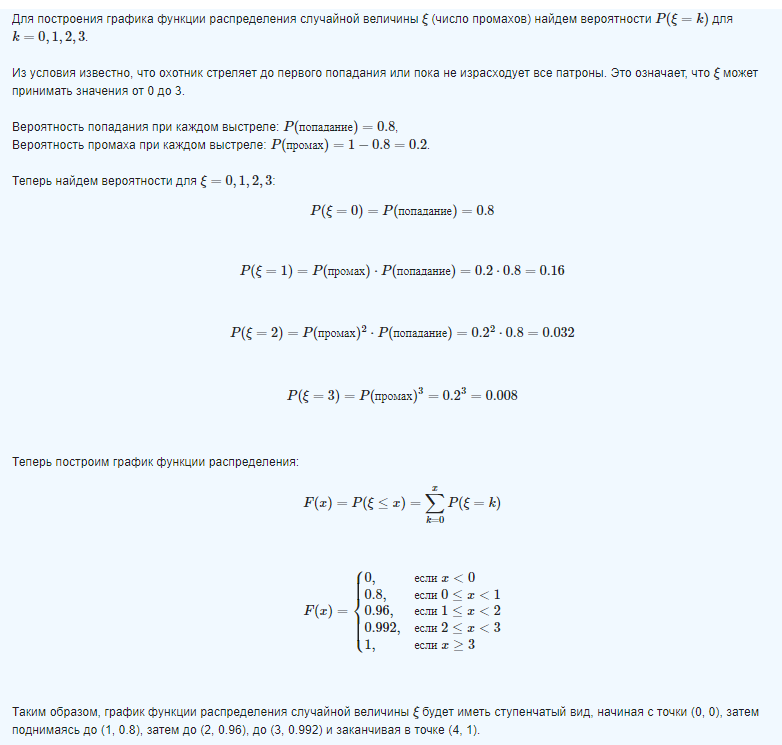 Для построения графика функции распределения случайной величины ξ (число промахов) найдем вероятности P(ξ = k) для
k = 0, 1, 2, 3.
Из условия известно, что охотник стреляет до первого попадания или пока не израсходует все патроны. Это означает, что ξ может
принимать значения от 0 до 3.
Вероятность попадания при каждом выстреле: P(попадание) = 0.8,
Вероятность промаха при каждом выстреле: P(промах) = 1 − 0.8 = 0.2.
Теперь найдем вероятности для ξ = 0, 1, 2, 3:
P(ξ = 0) = P(попадание) = 0.8
P(ξ = 1) = P(промах) · P(попадание) = 0.2 · 0.8 = 0.16
P(ξ = 2) = P(промах)² · P(попадание) = 0.2² · 0.8 = 0.032
P(ξ = 3) = P(промах)³ = 0.2³ = 0.008
Теперь построим график функции распределения:
F(x) = P(ξ ≤ x) = ∑_{k=0}^{x} P(ξ = k)
F(x) = {
0, если x < 0
0.8, если 0 ≤ x < 1
0.96, если 1 ≤ x < 2
0.992, если 2 ≤ x < 3
1, если x ≥ 3
Таким образом, график функции распределения случайной величины ξ будет иметь ступенчатый вид, начиная с точки (0, 0), затем
поднимаясь до (1, 0.8), затем до (2, 0.96), до (3, 0.992) и заканчивая в точке (4, 1).